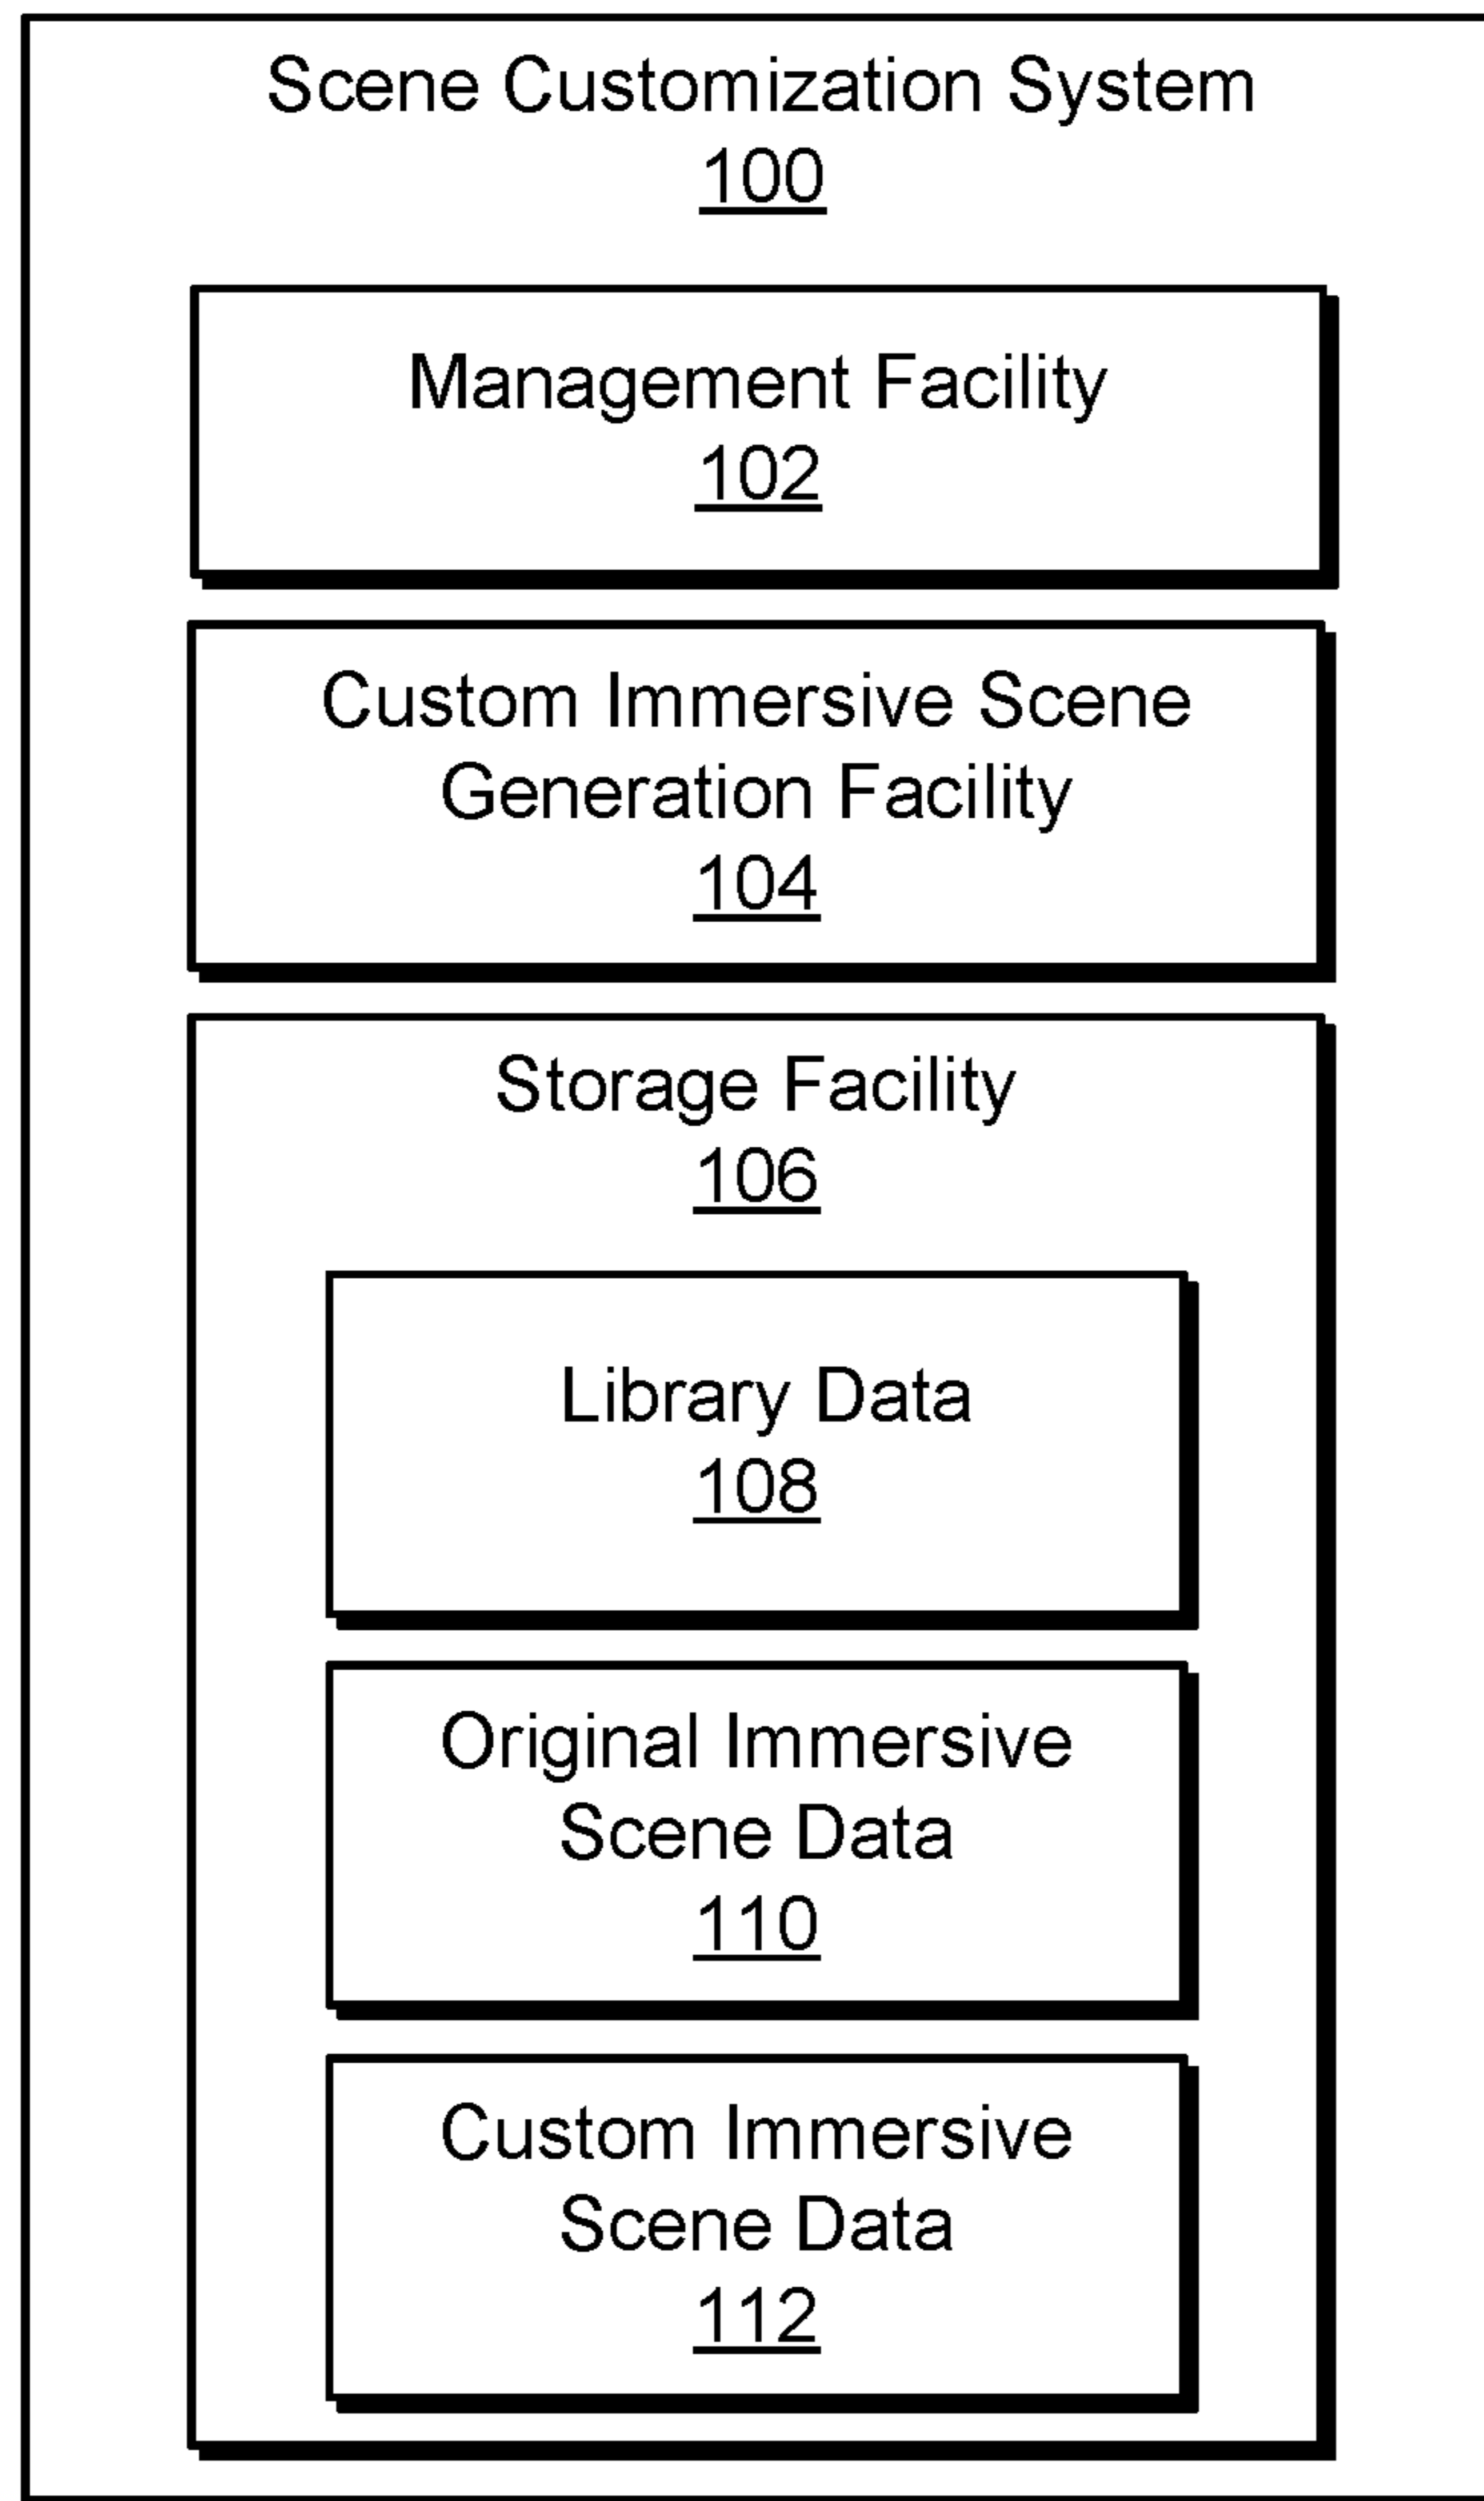 Scene Customization System
100
Management Facility
102
Custom Immersive Scene
Generation Facility
104
Storage Facility
106
Library Data
108
Original Immersive
Scene Data
110
Custom Immersive
Scene Data
112